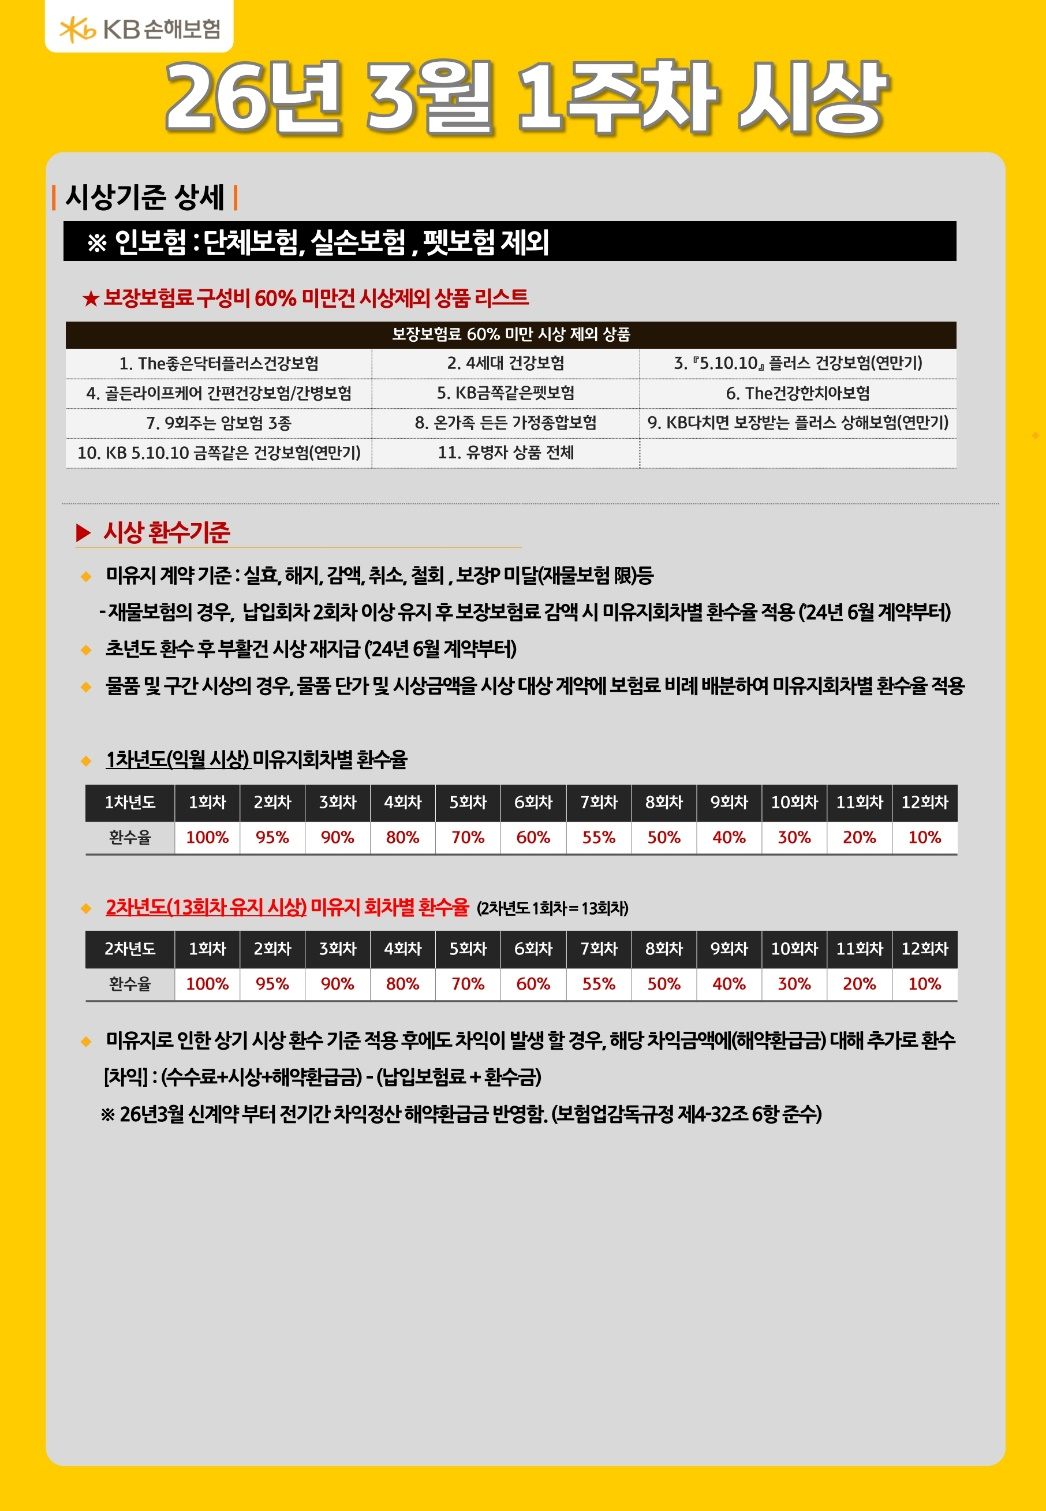 KB 손해보험
26년 3월 1주차 시상
시상기준 상세
※ 인보험 : 단체보험, 실손보험 , 펫보험 제외
★ 보장보험료 구성비 60% 미만건 시상제외 상품 리스트
보장보험료 60% 미만 시상 제외 상품
1. The좋은닥터플러스건강보험 2. 4세대 건강보험 3. 『5.10.10』 플러스 건강보험(연만기)
4. 골든라이프케어 간편건강보험/간병보험 5. KB금쪽같은펫보험 6. The건강한치아보험
7. 9회주는 암보험 3종 8. 온가족 든든 가정종합보험 9. KB다치면 보장받는 플러스 상해보험(연만기)
10. KB 5.10.10 금쪽같은 건강보험(연만기) 11. 유병자 상품 전체
▶ 시상 환수기준
◆ 미유지 계약 기준 : 실효, 해지, 감액, 취소, 철회 , 보장P 미달(재물보험 限)등
- 재물보험의 경우, 납입회차 2회차 이상 유지 후 보장보험료 감액 시 미유지회차별 환수율 적용 ('24년 6월 계약부터)
◆ 초년도 환수 후 부활건 시상 재지급 ('24년 6월 계약부터)
◆ 물품 및 구간 시상의 경우, 물품 단가 및 시상금액을 시상 대상 계약에 보험료 비례 배분하여 미유지회차별 환수율 적용
◆ 1차년도(익월 시상) 미유지회차별 환수율
1차년도 1회차 2회차 3회차 4회차 5회차 6회차 7회차 8회차 9회차 10회차 11회차 12회차
환수율 100% 95% 90% 80% 70% 60% 55% 50% 40% 30% 20% 10%
◆ 2차년도(13회차 유지 시상) 미유지 회차별 환수율 (2차년도 1회차 = 13회차)
2차년도 1회차 2회차 3회차 4회차 5회차 6회차 7회차 8회차 9회차 10회차 11회차 12회차
환수율 100% 95% 90% 80% 70% 60% 55% 50% 40% 30% 20% 10%
◆ 미유지로 인한 상기 시상 환수 기준 적용 후에도 차익이 발생 할 경우, 해당 차익금액에(해약환급금) 대해 추가로 환수
[차익] : (수수료+시상+해약환급금) - (납입보험료 + 환수금)
※ 26년3월 신계약 부터 전기간 차익정산 해약환급금 반영함. (보험업감독규정 제4-32조 6항 준수)